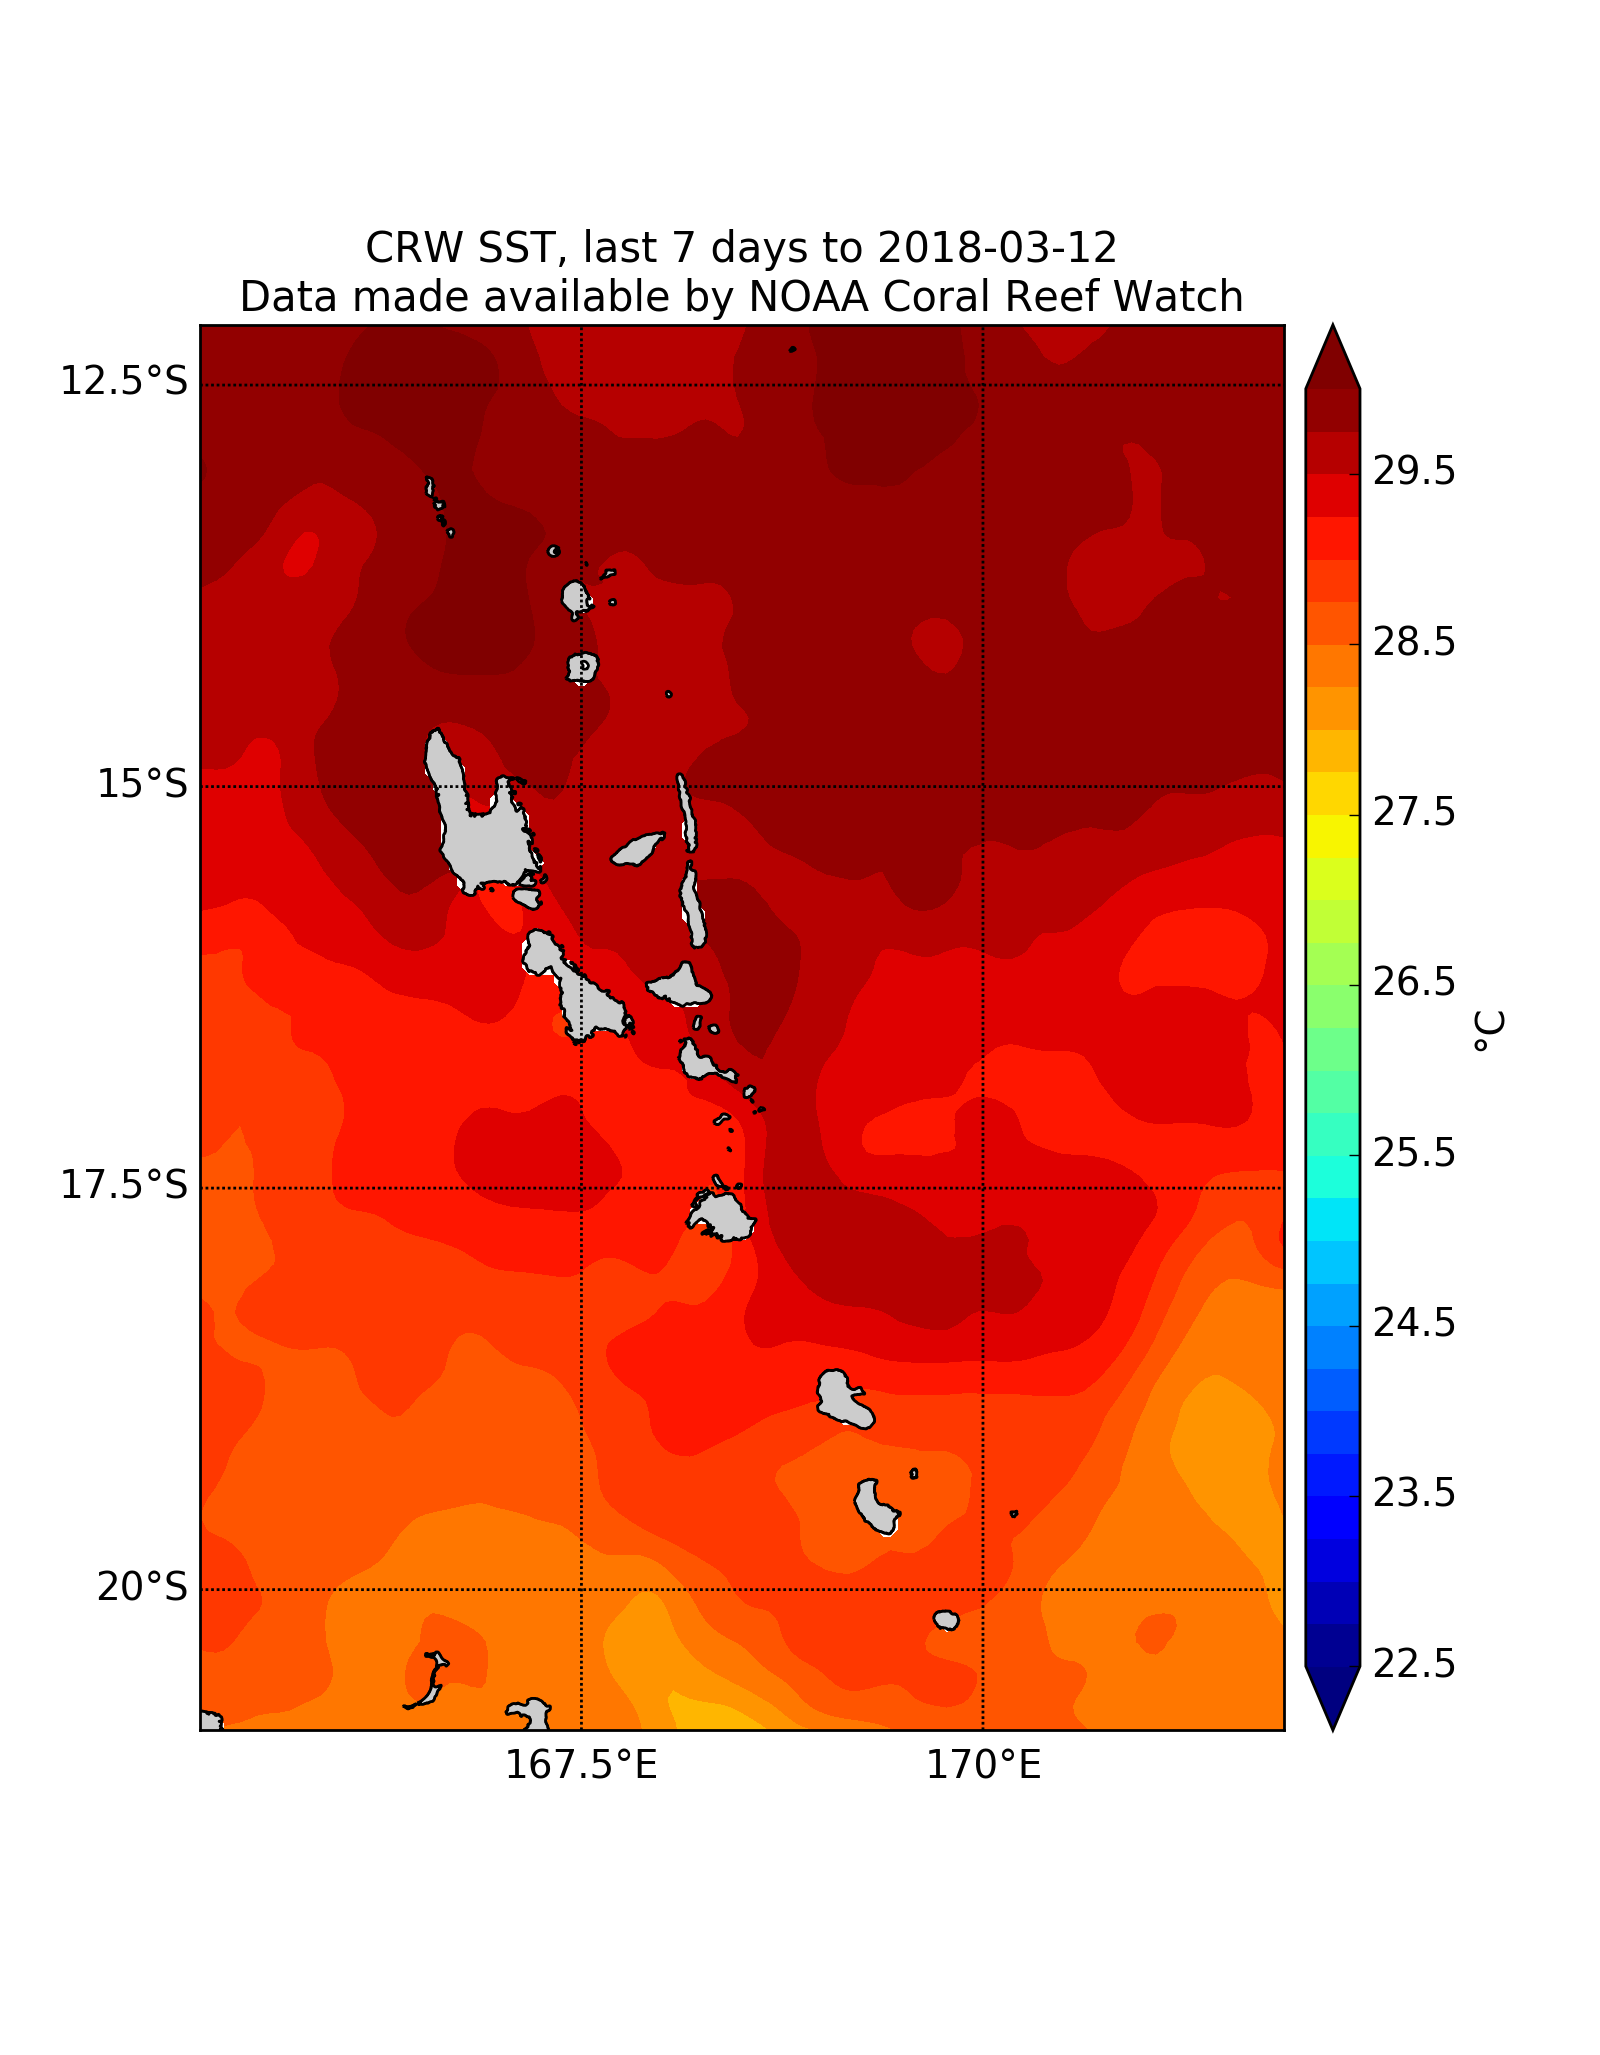 CRW SST, last 7 days to 2018-03-12
Data made available by NOAA Coral Reef Watch
12.5°S
15°S
17.5°S
20°S
167.5°E
170°E
29.5
28.5
27.5
26.5
25.5
24.5
23.5
22.5
°C